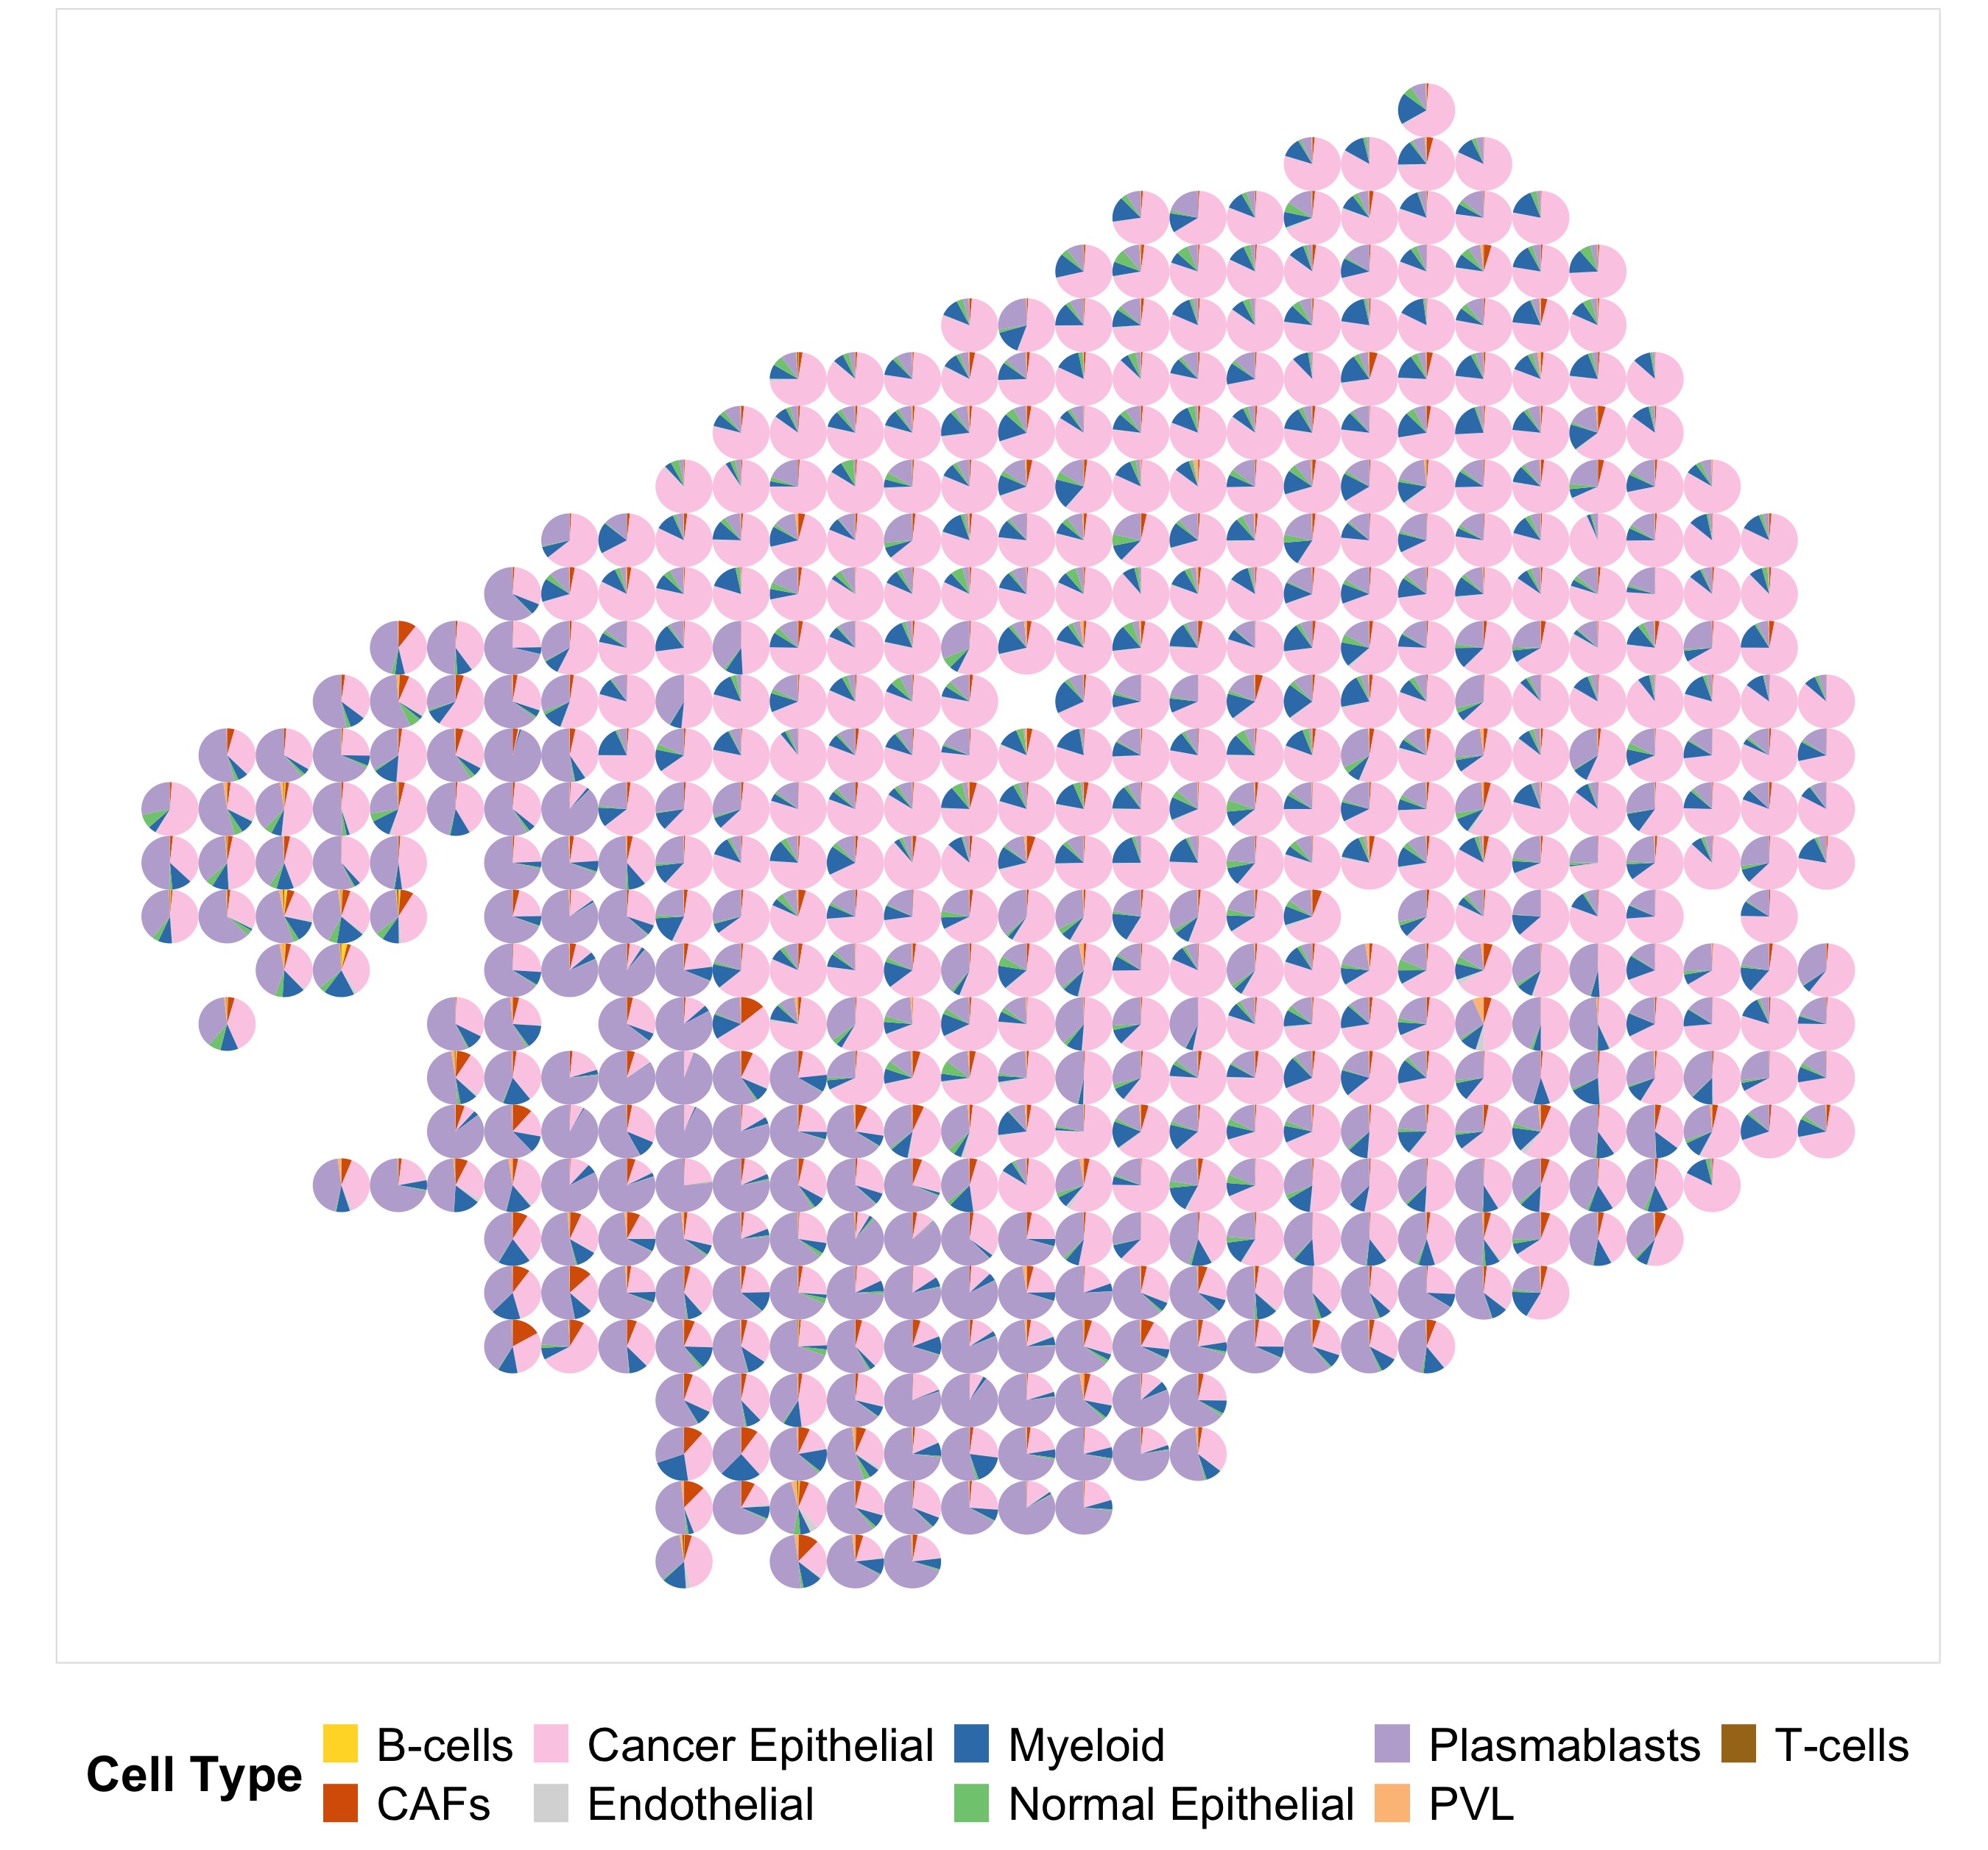 Cell Type
B-cells Cancer Epithelial Myeloid Plasmablasts T-cells
CAFs Endothelial Normal Epithelial PVL